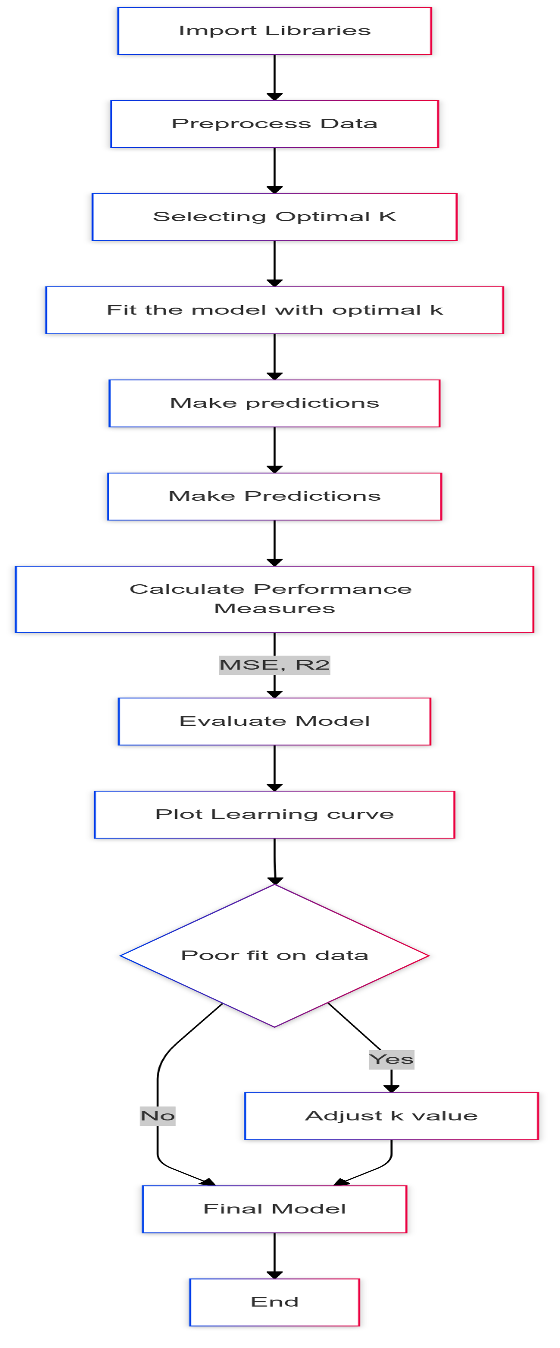 Import Libraries
Preprocess Data
Selecting Optimal K
Fit the model with optimal k
Make predictions
Make Predictions
Calculate Performance
Measures
MSE, R2
Evaluate Model
Plot Learning curve
Poor fit on data
Yes
No
Adjust k value
Final Model
End